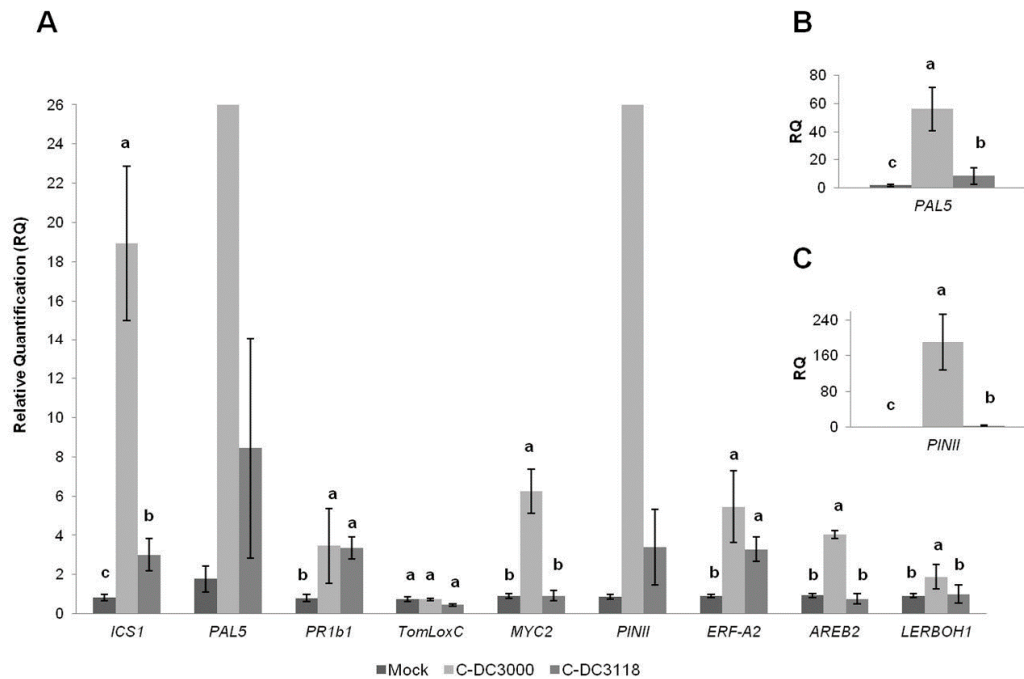 A
Relative Quantification (RQ)
26
24
22
20
18
16
14
12
10
8
6
4
2
0
a
c
b
b
a
a
a
a
a
b
a
b
b
a
a
b
a
b
b
a
b
ICS1
PAL5
PR1b1
TomLoxC
MYC2
PINII
ERF-A2
AREB2
LERBOH1
Mock
C-DC3000
C-DC3118
B
RQ
80
60
40
20
0
c
a
b
PAL5
C
RQ
240
160
80
0
c
a
b
PINII